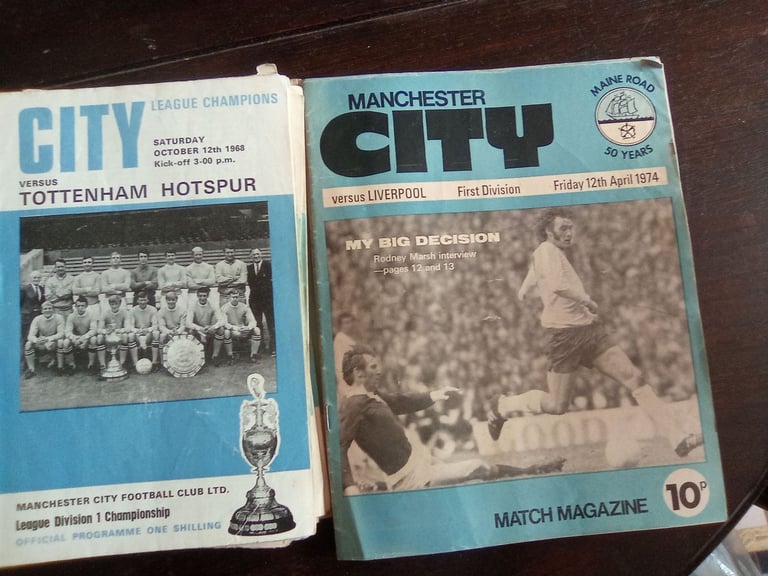 CITY
LEAGUE CHAMPIONS
SATURDAY
OCTOBER 12th 1968
Kick-off 3-00 p.m.
VERSUS
TOTTENHAM HOTSPUR
MANCHESTER CITY FOOTBALL CLUB LTD.
League Division 1 Championship
OFFICIAL PROGRAMME ONE SHILLING
MANCHESTER
CITY
MAINE ROAD
50 YEARS
versus LIVERPOOL First Division Friday 12th April 1974
MY BIG DECISION
Rodney Marsh interview
—pages 12 and 13
MATCH MAGAZINE
10p